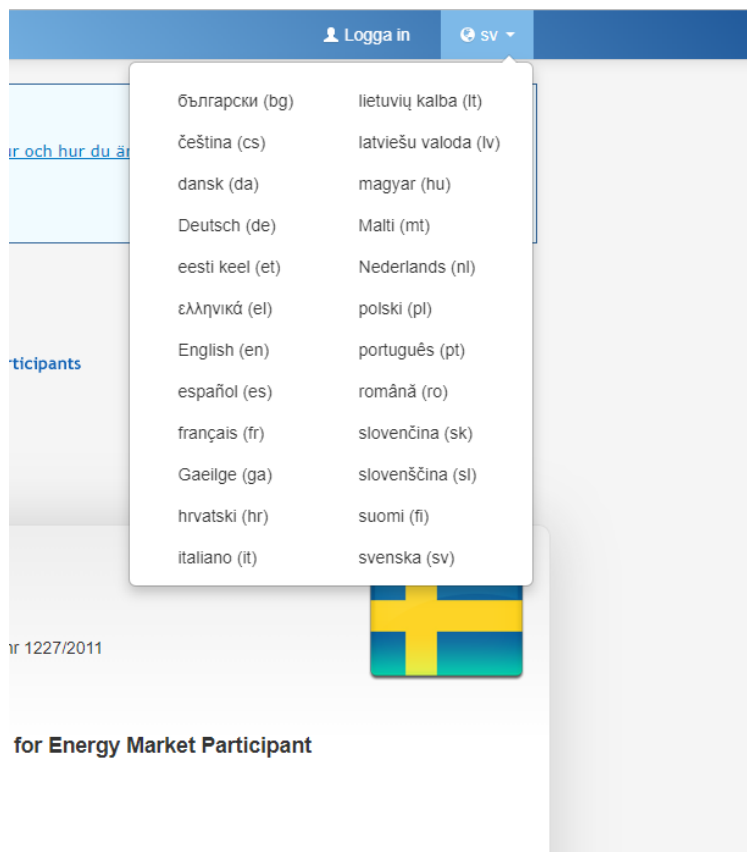 Logga in
sv
български (bg)
čeština (cs)
dansk (da)
Deutsch (de)
eesti keel (et)
ελληνικά (el)
English (en)
español (es)
français (fr)
Gaeilge (ga)
hrvatski (hr)
italiano (it)
lietuvių kalba (lt)
latviešu valoda (lv)
magyar (hu)
Malti (mt)
Nederlands (nl)
polski (pl)
português (pt)
română (ro)
slovenčina (sk)
slovenščina (sl)
suomi (fi)
svenska (sv)
och hur du
nr 1227/2011
for Energy Market Participant